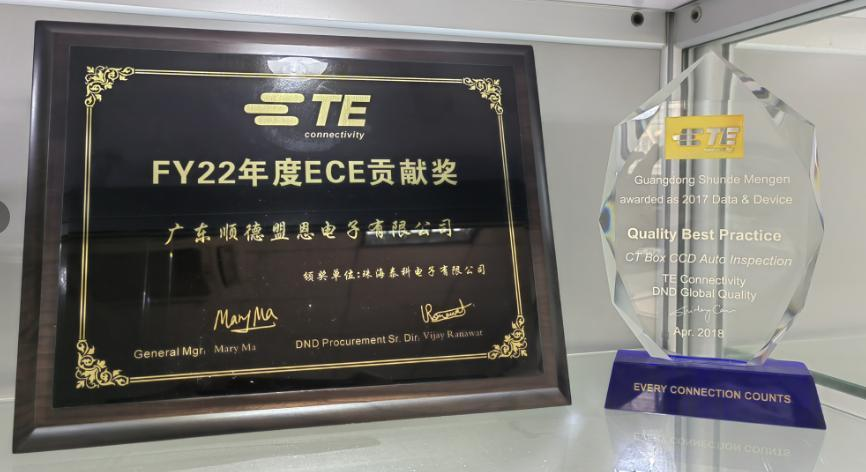 TE
connectivity
FY22年度ECE贡献奖
广东顺德盟恩电子有限公司
颁奖单位:珠海泰科电子有限公司
Mary Ma
General Mgr: Mary Ma
DND Procurement Sr. Dir: Vijay Ranawat
TE
Guangdong Shunde Mengen
awarded as 2017 Data & Device
Quality Best Practice
CT Box CCD Auto Inspection
TE Connectivity
DND Global Quality
Apr. 2018
EVERY CONNECTION COUNTS